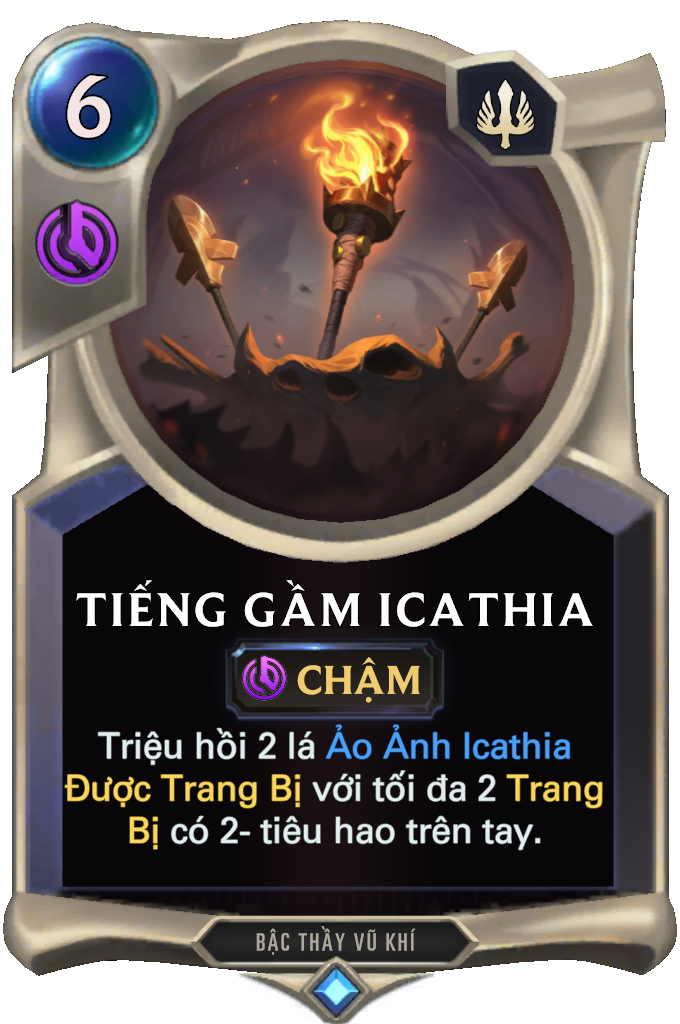 6
TIẾNG GẦM ICATHIA
CHẬM
Triệu hồi 2 lá Ảo Ảnh Icathia
Được Trang Bị với tối đa 2 Trang
Bị có 2- tiêu hao trên tay.
BẬC THẦY VŨ KHÍ